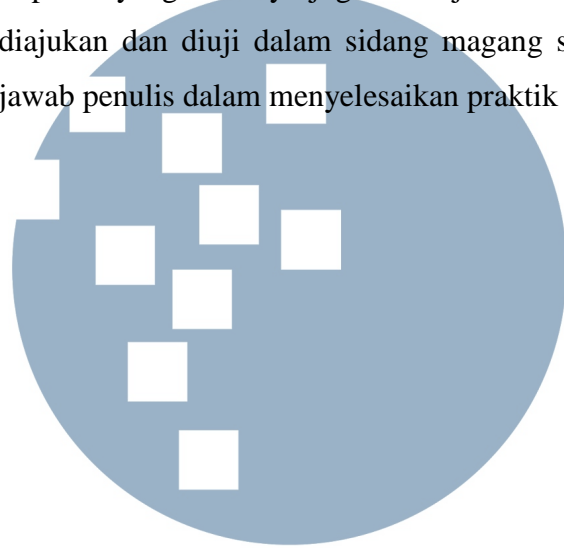 diajukan dan diuji dalam sidang magang
jawab penulis dalam menyelesaikan praktik